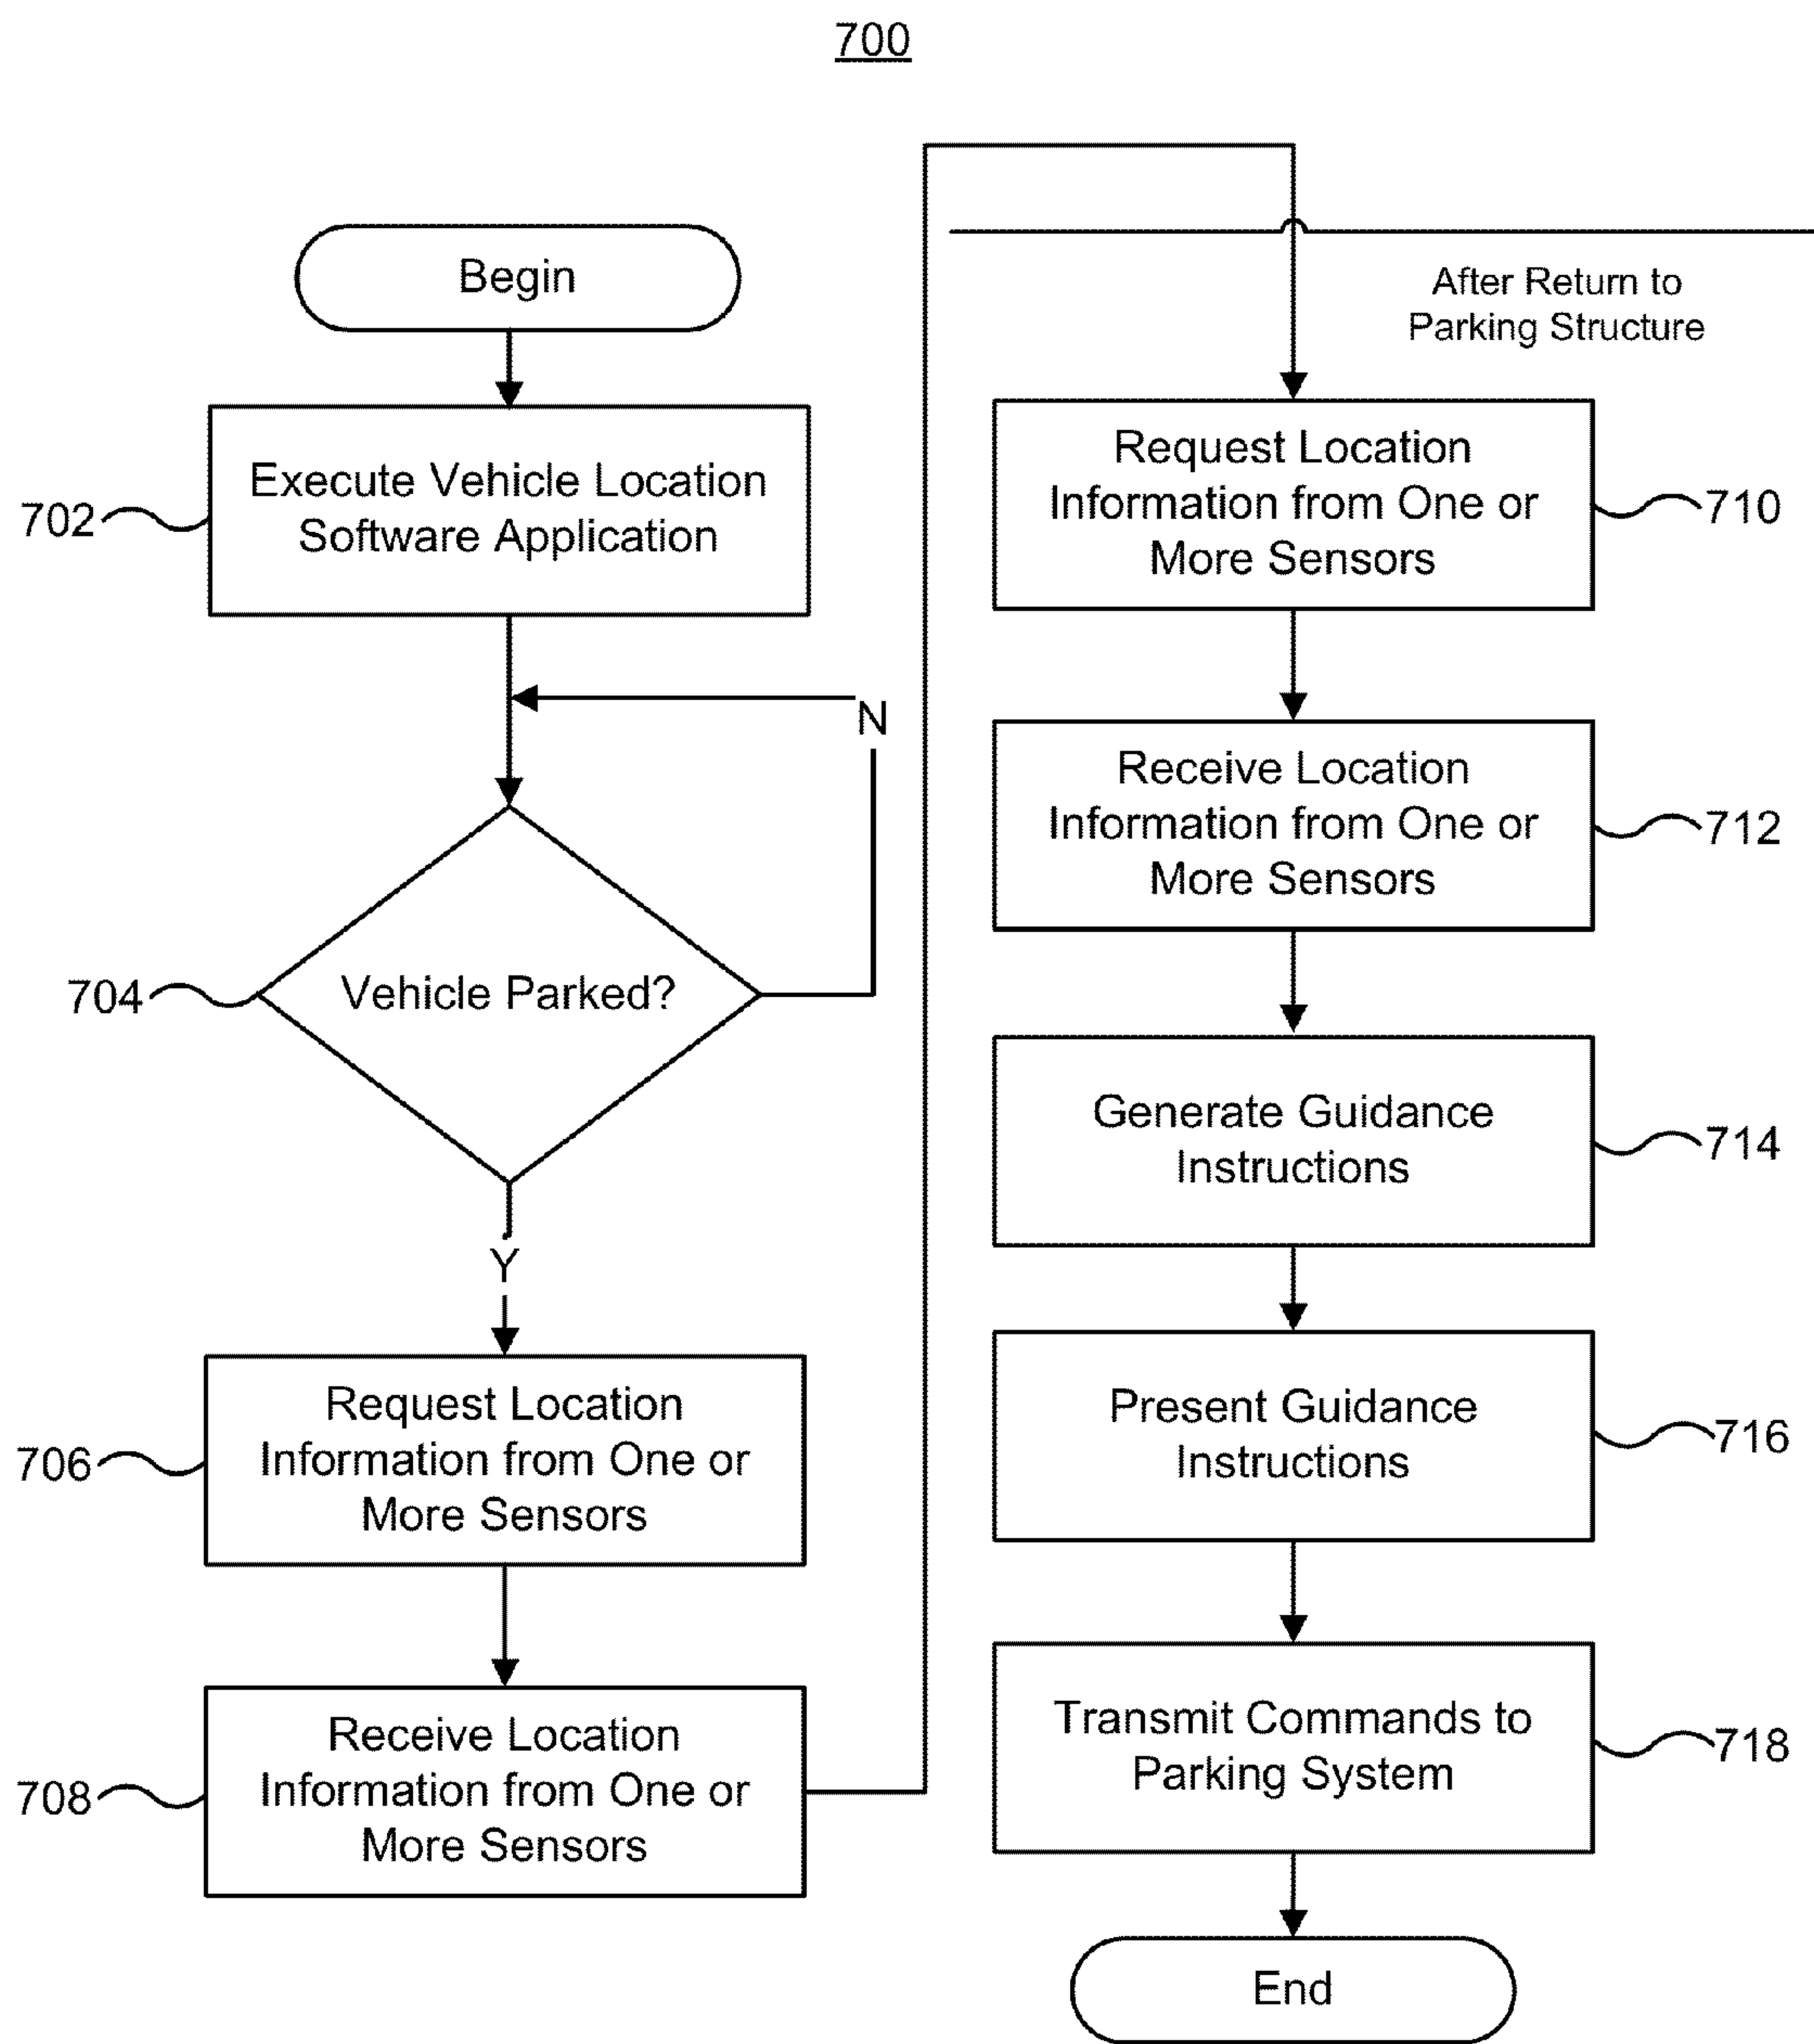 700
Begin
702
Execute Vehicle Location
Software Application
N
704
Vehicle Parked?
Y
706
Request Location
Information from One or
More Sensors
708
Receive Location
Information from One or
More Sensors
After Return to
Parking Structure
Request Location
Information from One or
More Sensors
710
Receive Location
Information from One or
More Sensors
712
Generate Guidance
Instructions
714
Present Guidance
Instructions
716
Transmit Commands to
Parking System
718
End